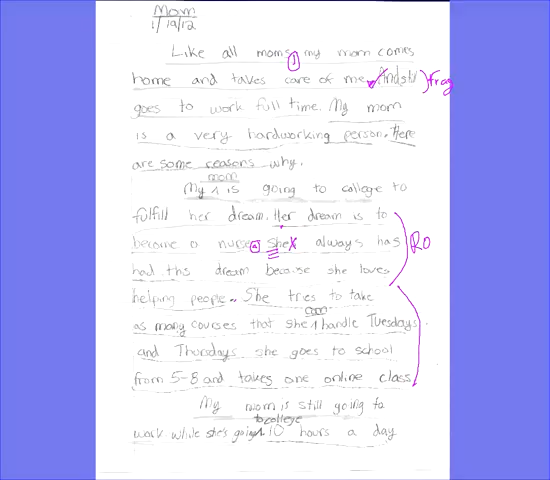 Mom
1/19/12
Like all moms, my mom comes
home and takes care of me. And still } frag
goes to work full time. My mom
is a very hardworking person. Here
are some reasons why.
mom
My ^ is going to college to
fulfill her dream. Her dream is to
become a nurse. she always has RO
had this dream because she loves
helping people. She tries to take
can
as many courses that she ^ handle Tuesdays
and Thursdays she goes to school
from 5-8 and takes one online class.
My mom is still going to
to college
work while she's going ^ 10 hours a day